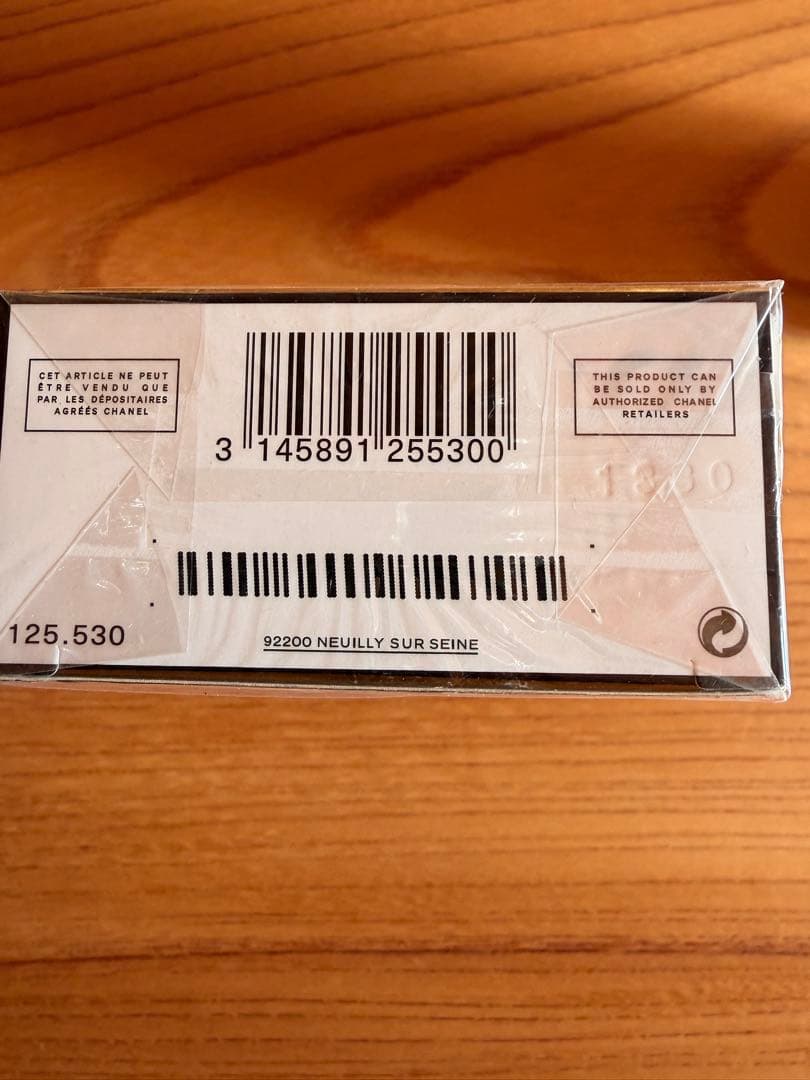 CET ARTICLE NE PEUT
ÊTRE VENDU QUE
PAR LES DÉPOSITAIRES
AGRÉÉS CHANEL
3 145891 255300
THIS PRODUCT CAN
BE SOLD ONLY BY
AUTHORIZED CHANEL
RETAILERS
125.530
92200 NEUILLY SUR SEINE